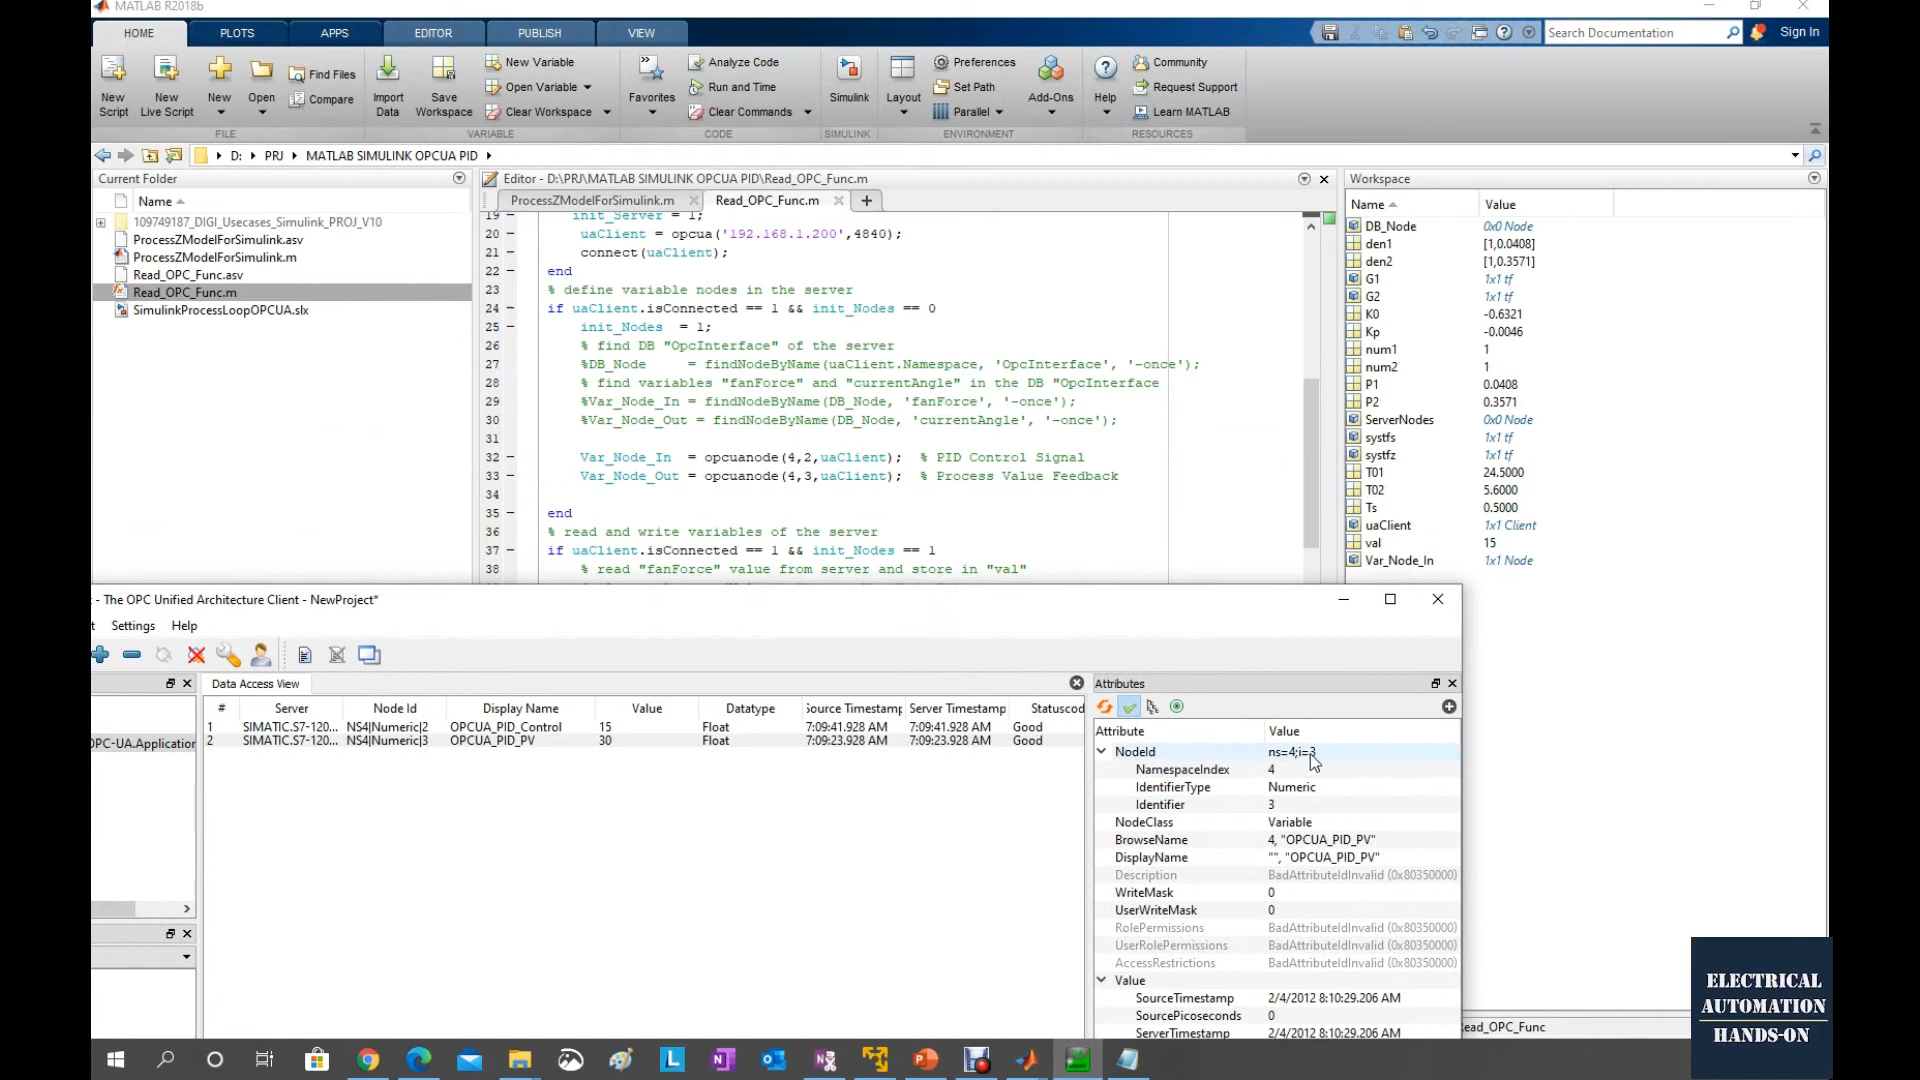 MATLAB R2018b
HOME PLOTS APPS EDITOR PUBLISH VIEW
Search Documentation
Sign In
New Script
New Live Script
New
Open
Find Files
Compare
Import Data
Save Workspace
New Variable
Open Variable
Clear Workspace
Favorites
Analyze Code
Run and Time
Clear Commands
Simulink
Layout
Preferences
Set Path
Parallel
Add-Ons
Help
Community
Request Support
Learn MATLAB
FILE VARIABLE CODE SIMULINK ENVIRONMENT RESOURCES
D: PRJ MATLAB SIMULINK OPCUA PID
Current Folder
Name
109749187_DIGI_Usecases_Simulink_PROJ_V10
ProcessZModelForSimulink.asv
ProcessZModelForSimulink.m
Read_OPC_Func.asv
Read_OPC_Func.m
SimulinkProcessLoopOPCUA.slx
Editor - D:\PRJ\MATLAB SIMULINK OPCUA PID\Read_OPC_Func.m
ProcessZModelForSimulink.m Read_OPC_Func.m
19 – init_Server = 1;
20 – uaClient = opcua('192.168.1.200',4840);
21 – connect(uaClient);
22 – end
23 % define variable nodes in the server
24 – if uaClient.isConnected == 1 && init_Nodes == 0
25 – init_Nodes = 1;
26 % find DB "OpcInterface" of the server
27 %DB_Node = findNodeByName(uaClient.Namespace, 'OpcInterface', '-once');
28 % find variables "fanForce" and "currentAngle" in the DB "OpcInterface
29 %Var_Node_In = findNodeByName(DB_Node, 'fanForce', '-once');
30 %Var_Node_Out = findNodeByName(DB_Node, 'currentAngle', '-once');
31
32 – Var_Node_In = opcuanode(4,2,uaClient); % PID Control Signal
33 – Var_Node_Out = opcuanode(4,3,uaClient); % Process Value Feedback
34
35 – end
36 % read and write variables of the server
37 – if uaClient.isConnected == 1 && init_Nodes == 1
38 % read "fanForce" value from server and store in "val"
Workspace
Name Value
DB_Node 0x0 Node
den1 [1,0.0408]
den2 [1,0.3571]
G1 1x1 tf
G2 1x1 tf
K0 -0.6321
Kp -0.0046
num1 1
num2 1
P1 0.0408
P2 0.3571
ServerNodes 0x0 Node
systfs 1x1 tf
systfz 1x1 tf
T01 24.5000
T02 5.6000
Ts 0.5000
uaClient 1x1 Client
val 15
Var_Node_In 1x1 Node
- The OPC Unified Architecture Client - NewProject*
Settings Help
Data Access View
# Server Node Id Display Name Value Datatype Source Timestamp Server Timestamp Statuscod
1 SIMATIC.S7-120... NS4|Numeric|2 OPCUA_PID_Control 15 Float 7:09:41.928 AM 7:09:41.928 AM Good
2 SIMATIC.S7-120... NS4|Numeric|3 OPCUA_PID_PV 30 Float 7:09:23.928 AM 7:09:23.928 AM Good
OPC-UA.Application
Attributes
Attribute Value
NodeId ns=4;i=3
NamespaceIndex 4
IdentifierType Numeric
Identifier 3
NodeClass Variable
BrowseName 4, "OPCUA_PID_PV"
DisplayName "", "OPCUA_PID_PV"
Description BadAttributeIdInvalid (0x80350000)
WriteMask 0
UserWriteMask 0
RolePermissions BadAttributeIdInvalid (0x80350000)
UserRolePermissions BadAttributeIdInvalid (0x80350000)
AccessRestrictions BadAttributeIdInvalid (0x80350000)
Value
SourceTimestamp 2/4/2012 8:10:29.206 AM
SourcePicoseconds 0
ServerTimestamp 2/4/2012 8:10:29.206 AM
Read_OPC_Func
ELECTRICAL
AUTOMATION
HANDS-ON